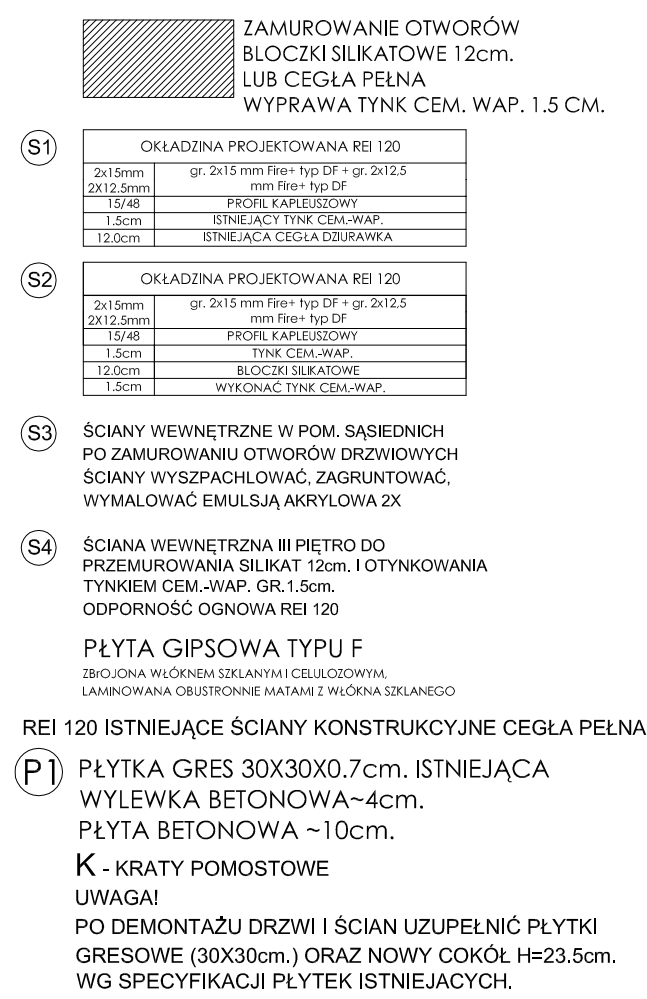 ZAMUROWANIE OTWORÓW
BLOCZKI SILIKATOWE 12cm.
LUB CEGŁA PEŁNA
WYPRAWA TYNK CEM. WAP. 1.5 CM.
S1
OKŁADZINA PROJEKTOWANA REI 120
2x15mm gr. 2x15 mm Fire+ typ DF + gr. 2x12,5
2X12.5mm mm Fire+ typ DF
15/48 PROFIL KAPLEUSZOWY
1.5cm ISTNIEJĄCY TYNK CEM.-WAP.
12.0cm ISTNIEJĄCA CEGŁA DZIURAWKA
S2
OKŁADZINA PROJEKTOWANA REI 120
2x15mm gr. 2x15 mm Fire+ typ DF + gr. 2x12,5
2X12.5mm mm Fire+ typ DF
15/48 PROFIL KAPLEUSZOWY
1.5cm TYNK CEM.-WAP.
12.0cm BLOCZKI SILIKATOWE
1.5cm WYKONAĆ TYNK CEM.-WAP.
S3 ŚCIANY WEWNĘTRZNE W POM. SĄSIEDNICH
PO ZAMUROWANIU OTWORÓW DRZWIOWYCH
ŚCIANY WYSZPACHLOWAĆ, ZAGRUNTOWAĆ,
WYMALOWAĆ EMULSJĄ AKRYLOWA 2X
S4 ŚCIANA WEWNĘTRZNA III PIĘTRO DO
PRZEMUROWANIA SILIKAT 12cm. I OTYNKOWANIA
TYNKIEM CEM.-WAP. GR.1.5cm.
ODPORNOŚĆ OGNOWA REI 120
PŁYTA GIPSOWA TYPU F
ZBrOJONA WŁÓKNEM SZKLANYM I CELULOZOWYM,
LAMINOWANA OBUSTRONNIE MATAMI Z WŁÓKNA SZKLANEGO
REI 120 ISTNIEJĄCE ŚCIANY KONSTRUKCYJNE CEGŁA PEŁNA
P1 PŁYTKA GRES 30X30X0.7cm. ISTNIEJĄCA
WYLEWKA BETONOWA~4cm.
PŁYTA BETONOWA ~10cm.
K - KRATY POMOSTOWE
UWAGA!
PO DEMONTAŻU DRZWI I ŚCIAN UZUPEŁNIĆ PŁYTKI
GRESOWE (30X30cm.) ORAZ NOWY COKÓŁ H=23.5cm.
WG SPECYFIKACJI PŁYTEK ISTNIEJACYCH.